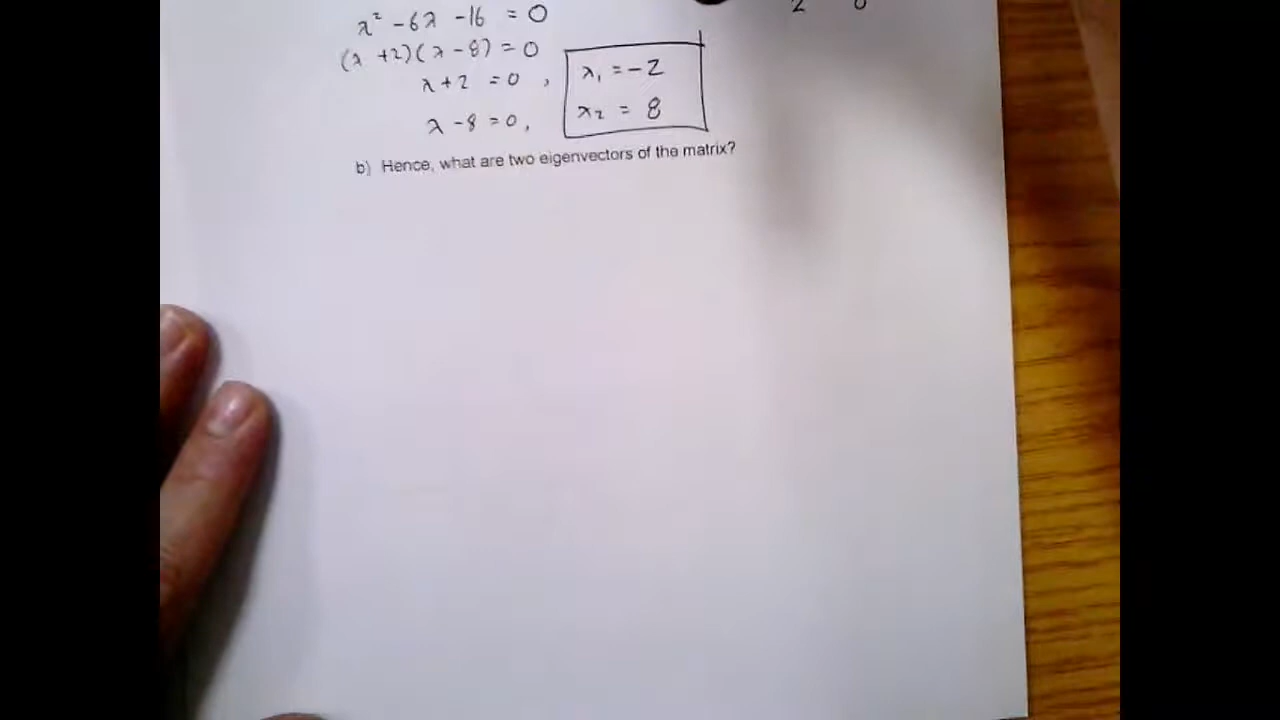 λ² - 6λ - 16 = 0
(λ + 2)(λ - 8) = 0
λ + 2 = 0 , λ₁ = -2
λ - 8 = 0 , λ₂ = 8
b) Hence, what are two eigenvectors of the matrix?